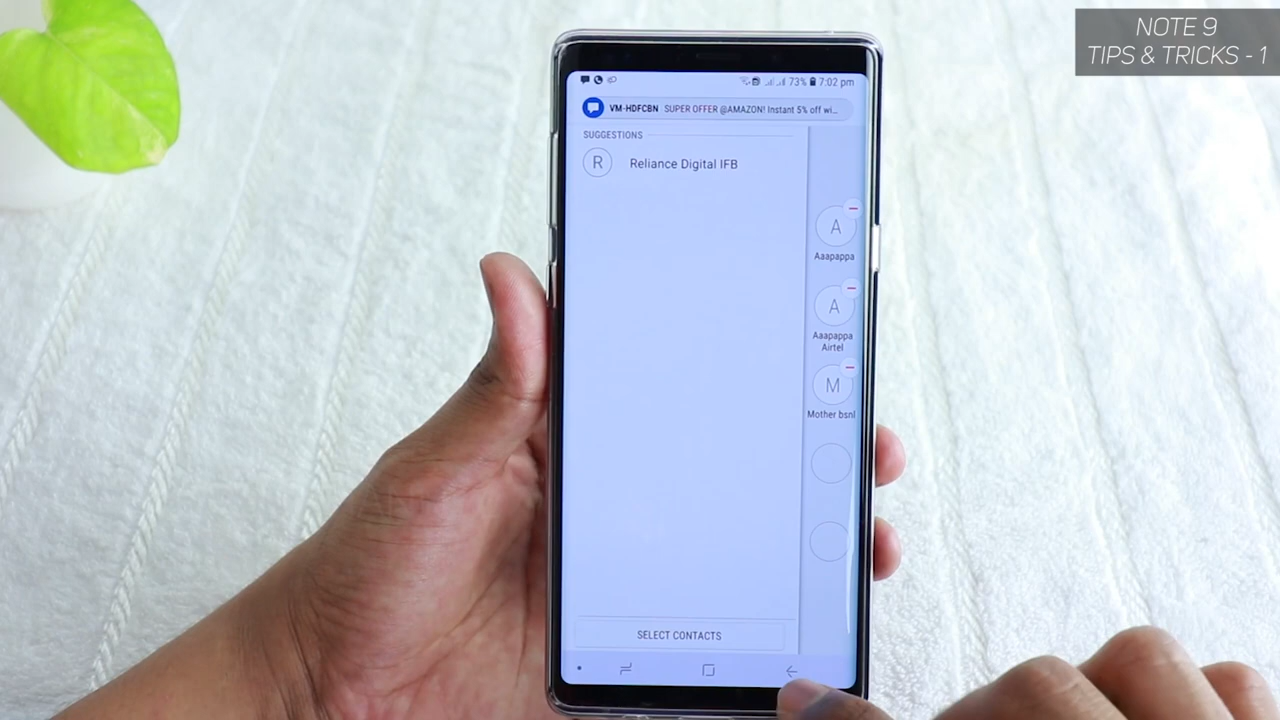 NOTE 9
TIPS & TRICKS - 1
73% 7:02 pm
VM-HDFCBN SUPER OFFER @AMAZON! Instant 5% off wi...
SUGGESTIONS
R Reliance Digital IFB
A
Aaapappa
A
Aaapappa
Airtel
M
Mother bsnl
SELECT CONTACTS